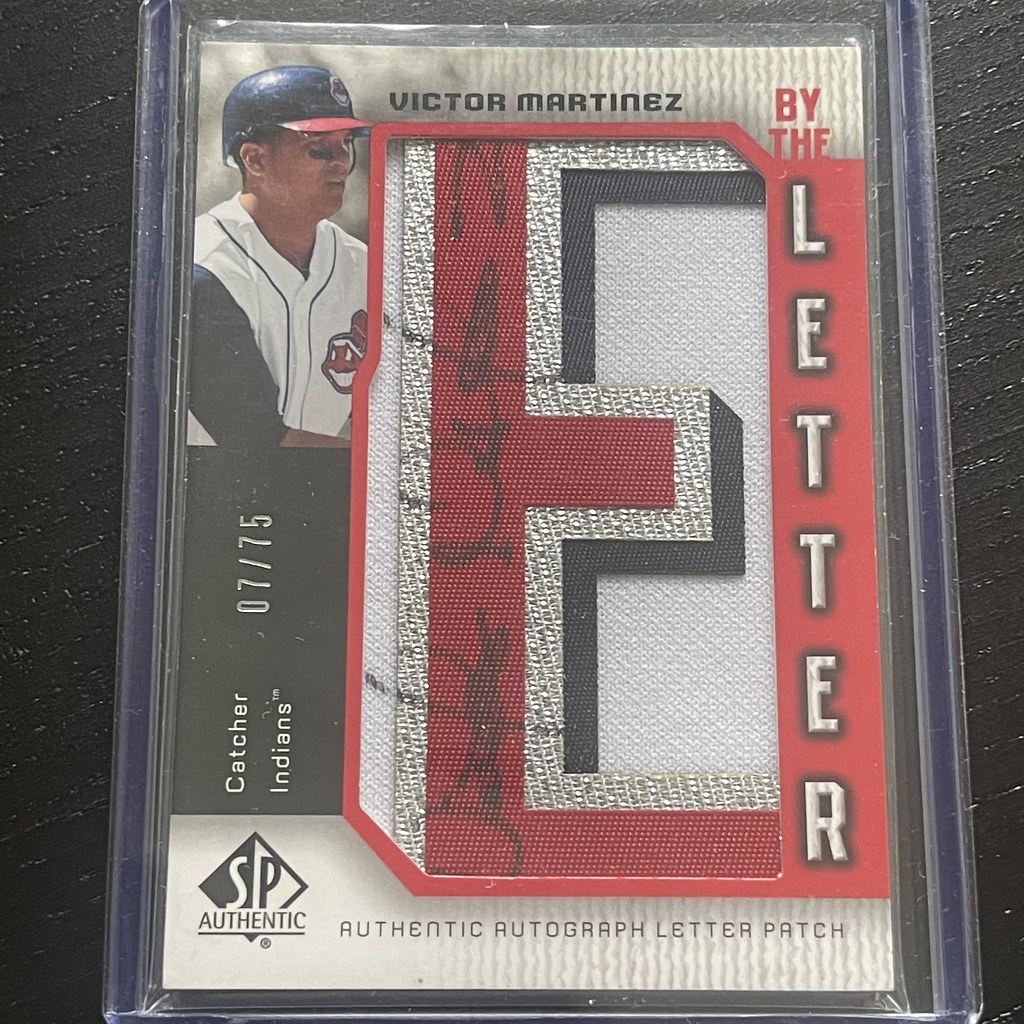 VICTOR MARTINEZ
BY
THE
LETTER
E
07/75
Catcher
Indians™
SP
AUTHENTIC
®
AUTHENTIC AUTOGRAPH LETTER PATCH